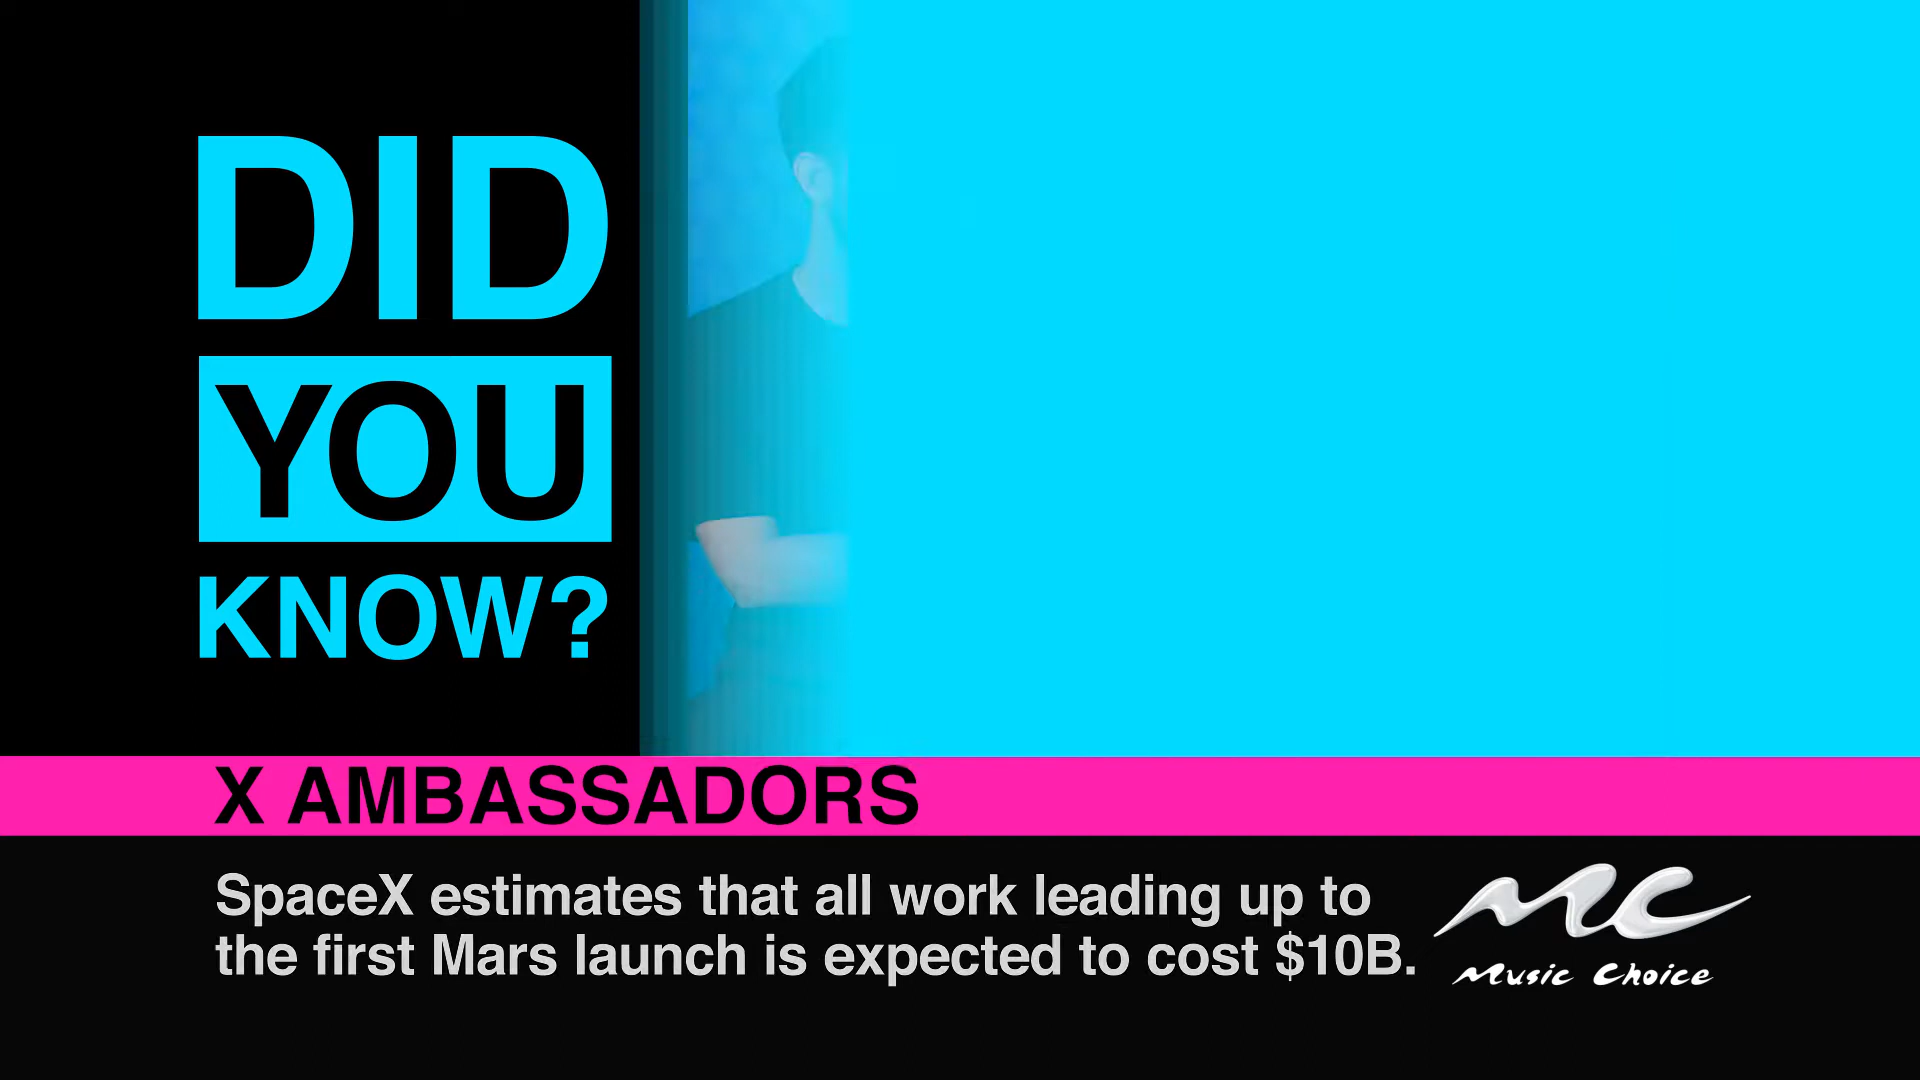 DID
YOU
KNOW?
X AMBASSADORS
SpaceX estimates that all work leading up to
the first Mars launch is expected to cost $10B.
MC
Music Choice